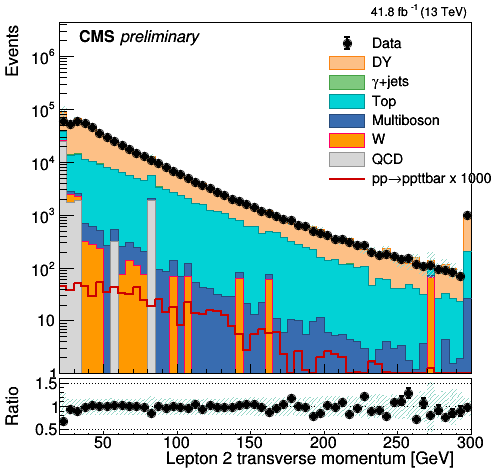 41.8 fb⁻¹ (13 TeV)
CMS preliminary
Events
10⁶
10⁵
10⁴
10³
10²
10
1
Data
DY
γ+jets
Top
Multiboson
W
QCD
pp→ppttbar x 1000
Ratio
1.5
1
0.5
50 100 150 200 250 300
Lepton 2 transverse momentum [GeV]